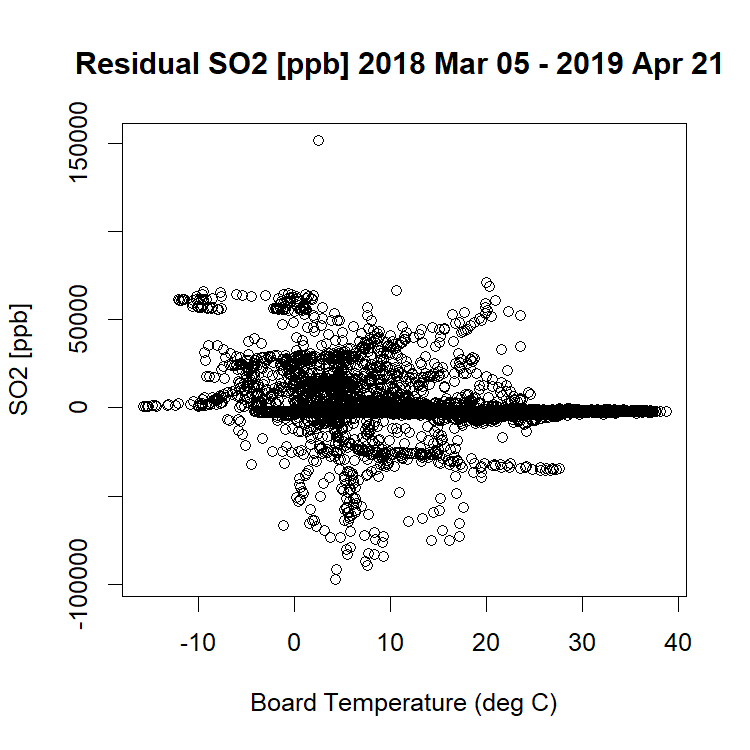 Residual SO2 [ppb] 2018 Mar 05 - 2019 Apr 21
150000
50000
0
-100000
SO2 [ppb]
-10 0 10 20 30 40
Board Temperature (deg C)